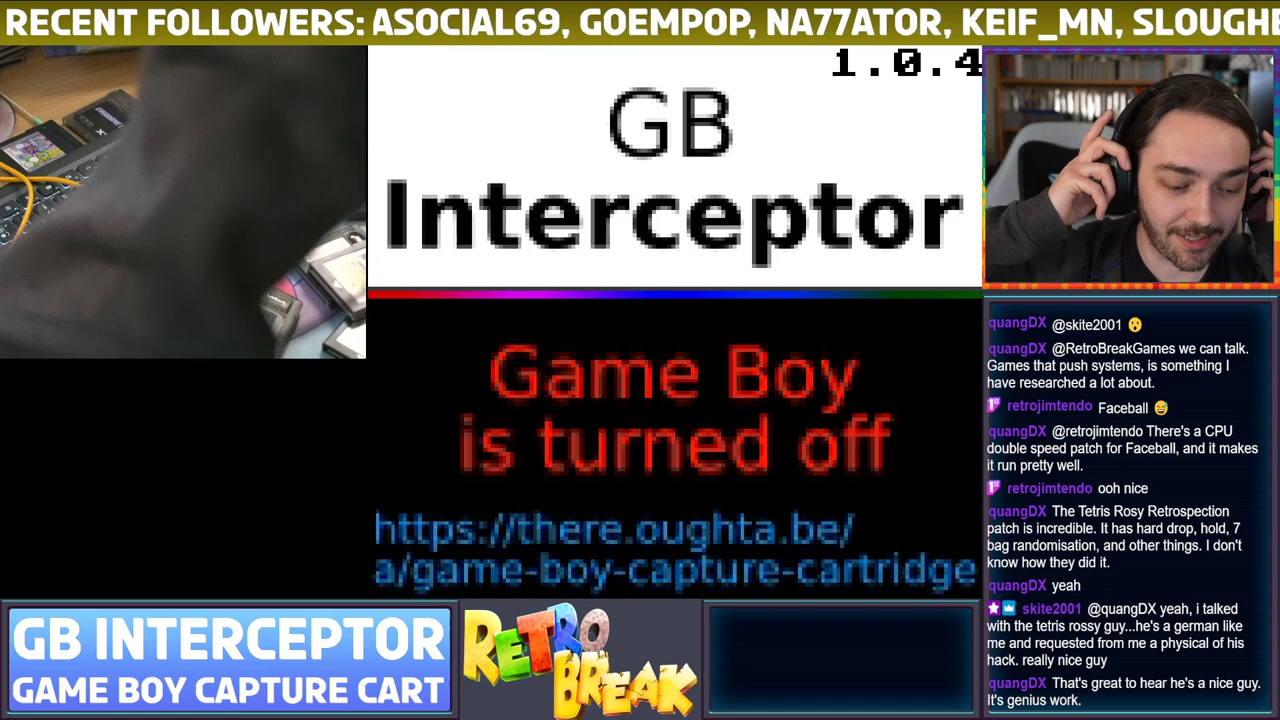 RECENT FOLLOWERS: ASOCIAL69, GOEMPOP, NA77ATOR, KEIF_MN, SLOUGHE
1.0.4
GB
Interceptor
Game Boy
is turned off
https://there.oughta.be/
a/game-boy-capture-cartridge
quangDX @skite2001 😮
quangDX @RetroBreakGames we can talk.
Games that push systems, is something I
have researched a lot about.
retrojimtendo Faceball 😅
quangDX @retrojimtendo There's a CPU
double speed patch for Faceball, and it makes
it run pretty well.
retrojimtendo ooh nice
quangDX The Tetris Rosy Retrospection
patch is incredible. It has hard drop, hold, 7
bag randomisation, and other things. I don't
know how they did it.
quangDX yeah
skite2001 @quangDX yeah, i talked
with the tetris rossy guy...he's a german like
me and requested from me a physical of his
hack. really nice guy
quangDX That's great to hear he's a nice guy.
It's genius work.
GB INTERCEPTOR
GAME BOY CAPTURE CART
RETRO
BREAK